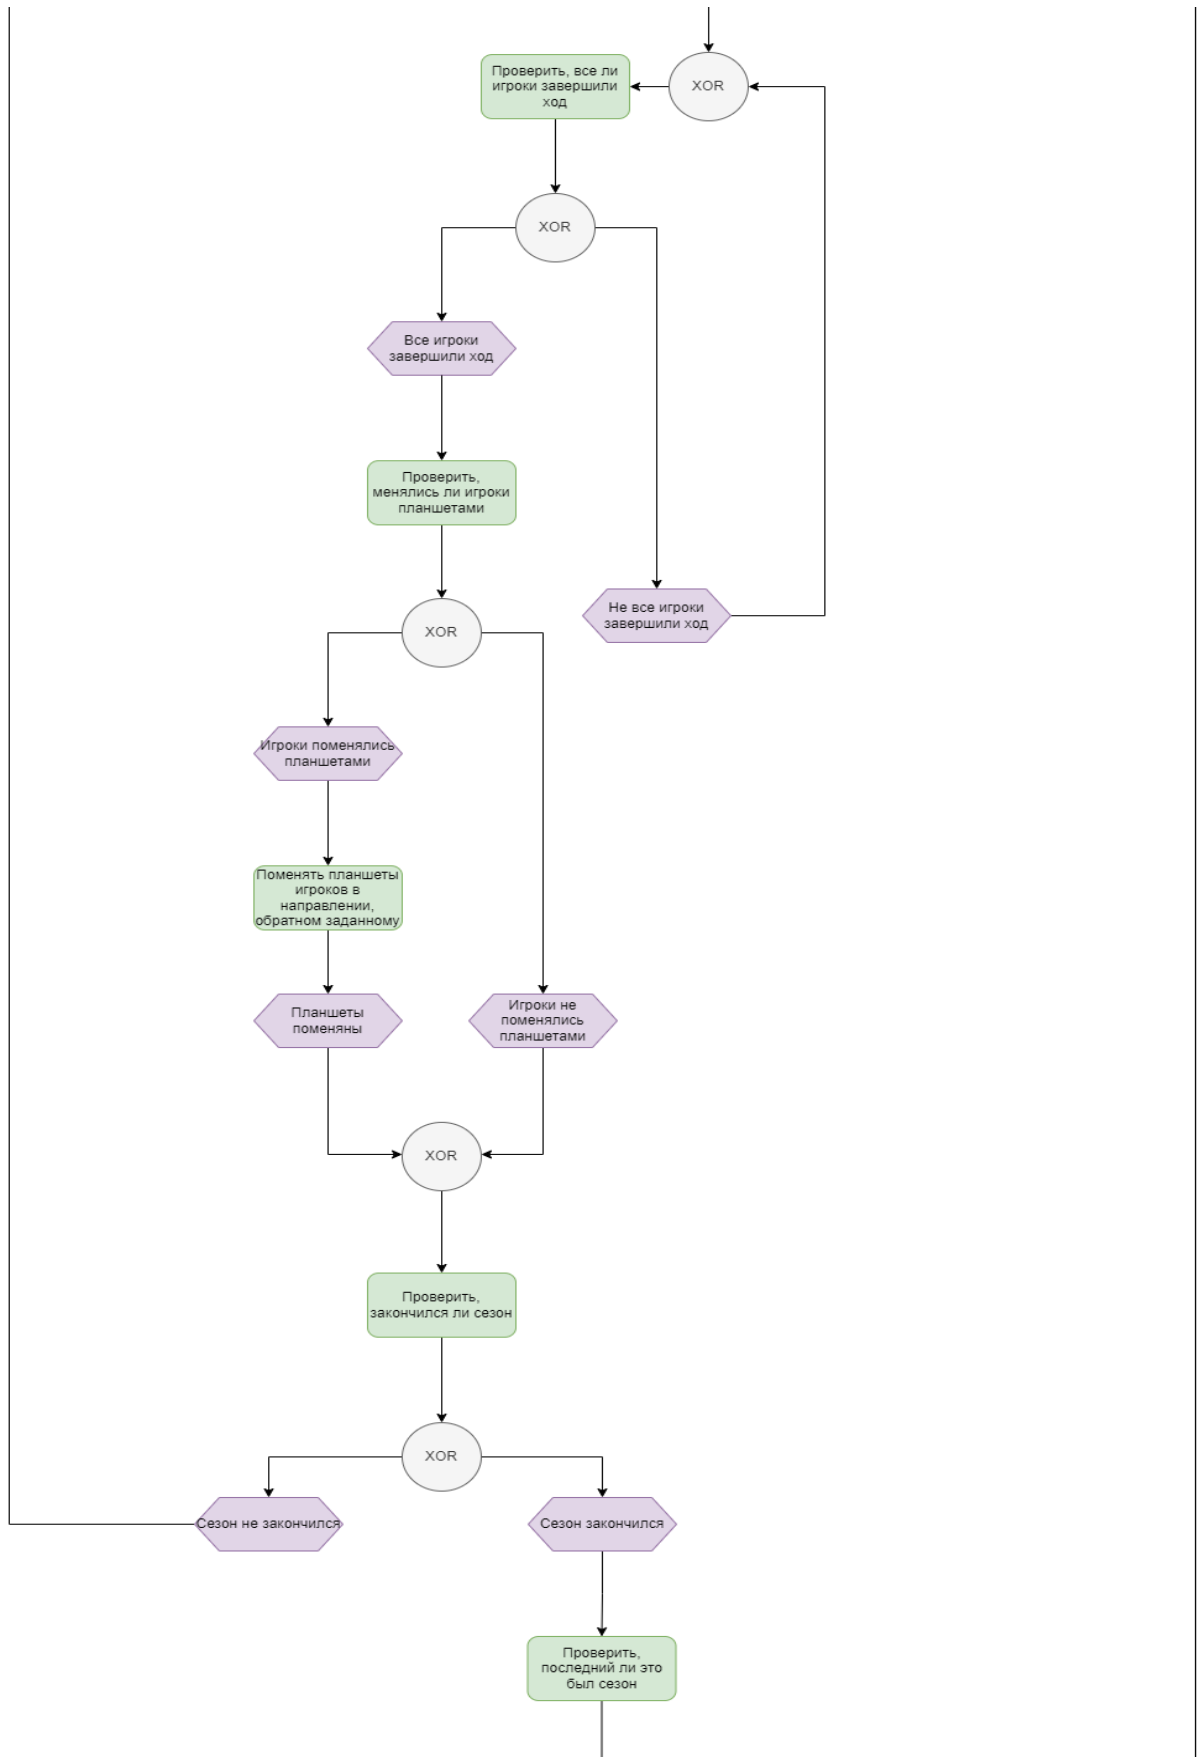 Проверить, все ли
игроки завершили
ход
XOR
XOR
Все игроки
завершили ход
Проверить,
менялись ли игроки
планшетами
Не все игроки
завершили ход
XOR
Игроки поменялись
планшетами
Поменять планшеты
игроков в
направлении,
обратном заданному
Планшеты
поменяны
Игроки не
поменялись
планшетами
XOR
Проверить,
закончился ли сезон
XOR
Сезон не закончился
Сезон закончился
Проверить,
последний ли это
был сезон